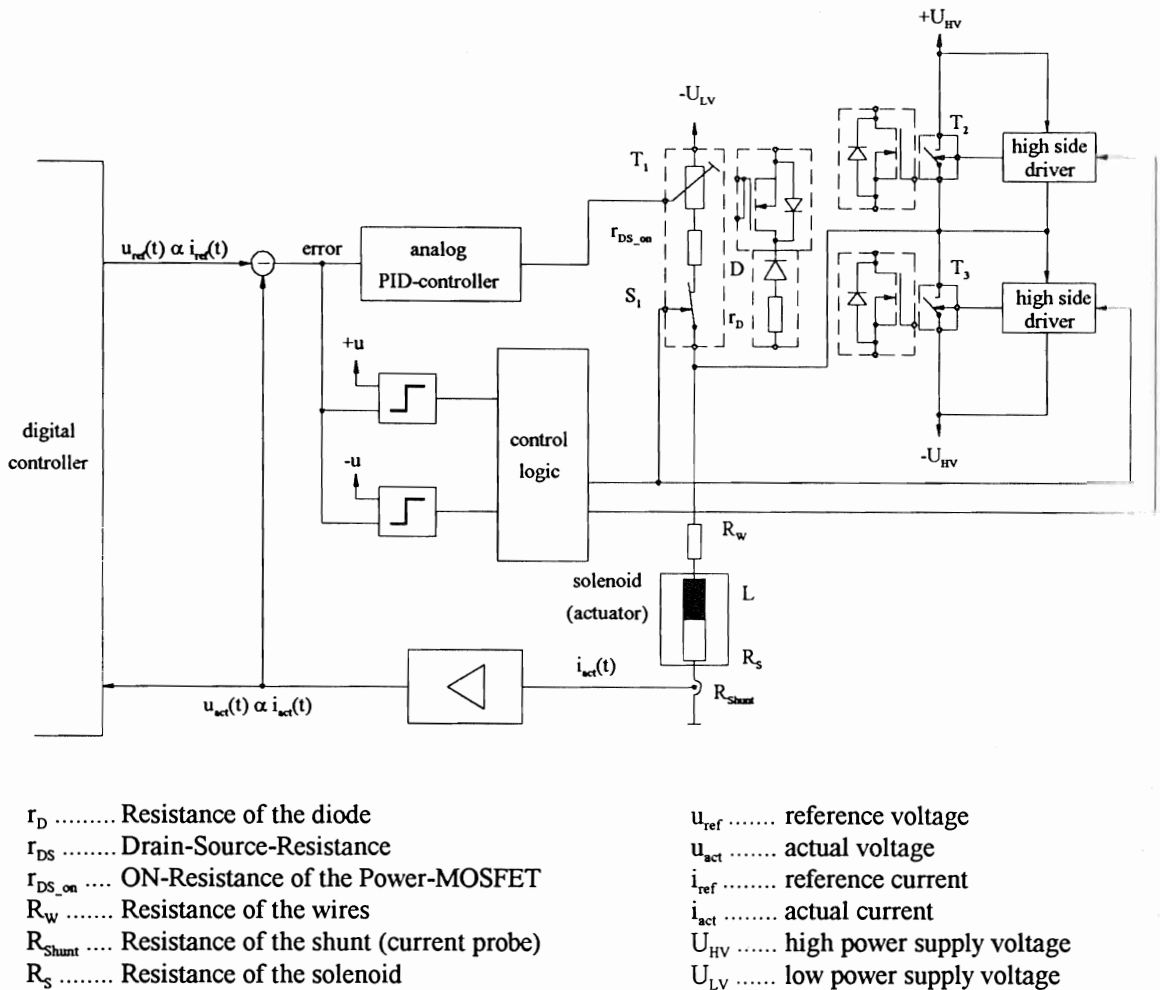 +U_HV
-U_LV
T_1
T_2
high side
driver
r_DS_on
u_ref(t) ∝ i_ref(t)
error
analog
PID-controller
D
S_1
r_D
T_3
high side
driver
+u
digital
controller
control
logic
-u
-U_HV
R_W
solenoid
(actuator)
L
R_S
i_act(t)
R_Shunt
u_act(t) ∝ i_act(t)
r_D ......... Resistance of the diode
r_DS ........ Drain-Source-Resistance
r_DS_on .... ON-Resistance of the Power-MOSFET
R_W ........ Resistance of the wires
R_Shunt .... Resistance of the shunt (current probe)
R_S ........ Resistance of the solenoid
u_ref ....... reference voltage
u_act ....... actual voltage
i_ref ........ reference current
i_act ........ actual current
U_HV ...... high power supply voltage
U_LV ...... low power supply voltage